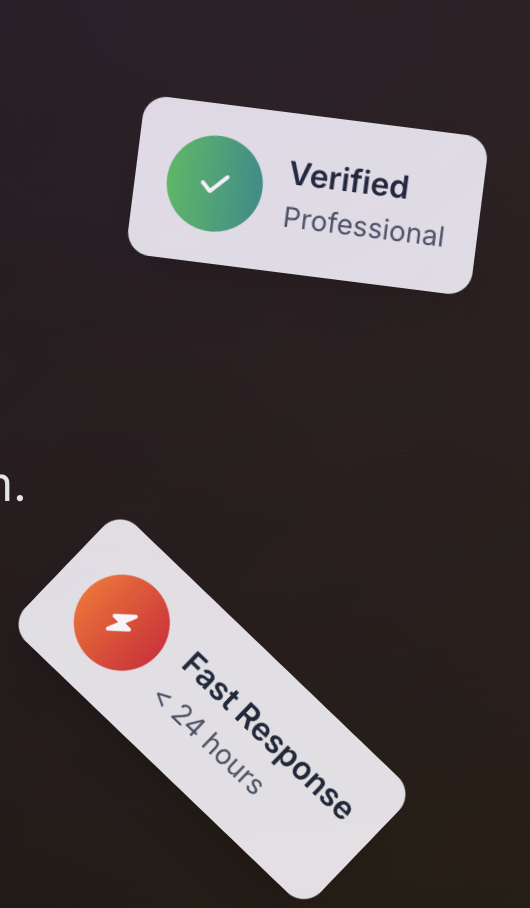 Verified
Professional
n.
Fast Response
< 24 hours